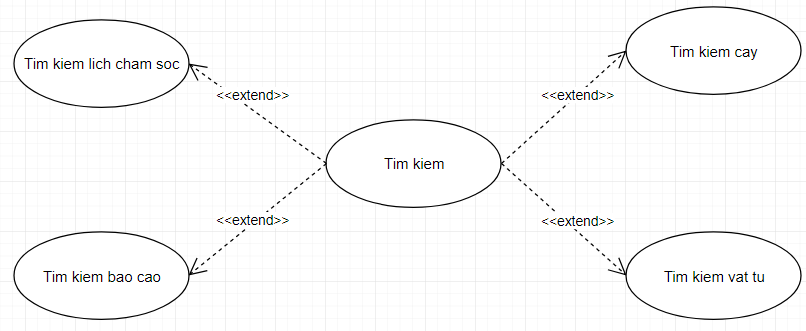 Tim kiem lich cham soc
Tim kiem cay
<<extend>>
<<extend>>
Tim kiem
<<extend>>
<<extend>>
Tim kiem bao cao
Tim kiem vat tu